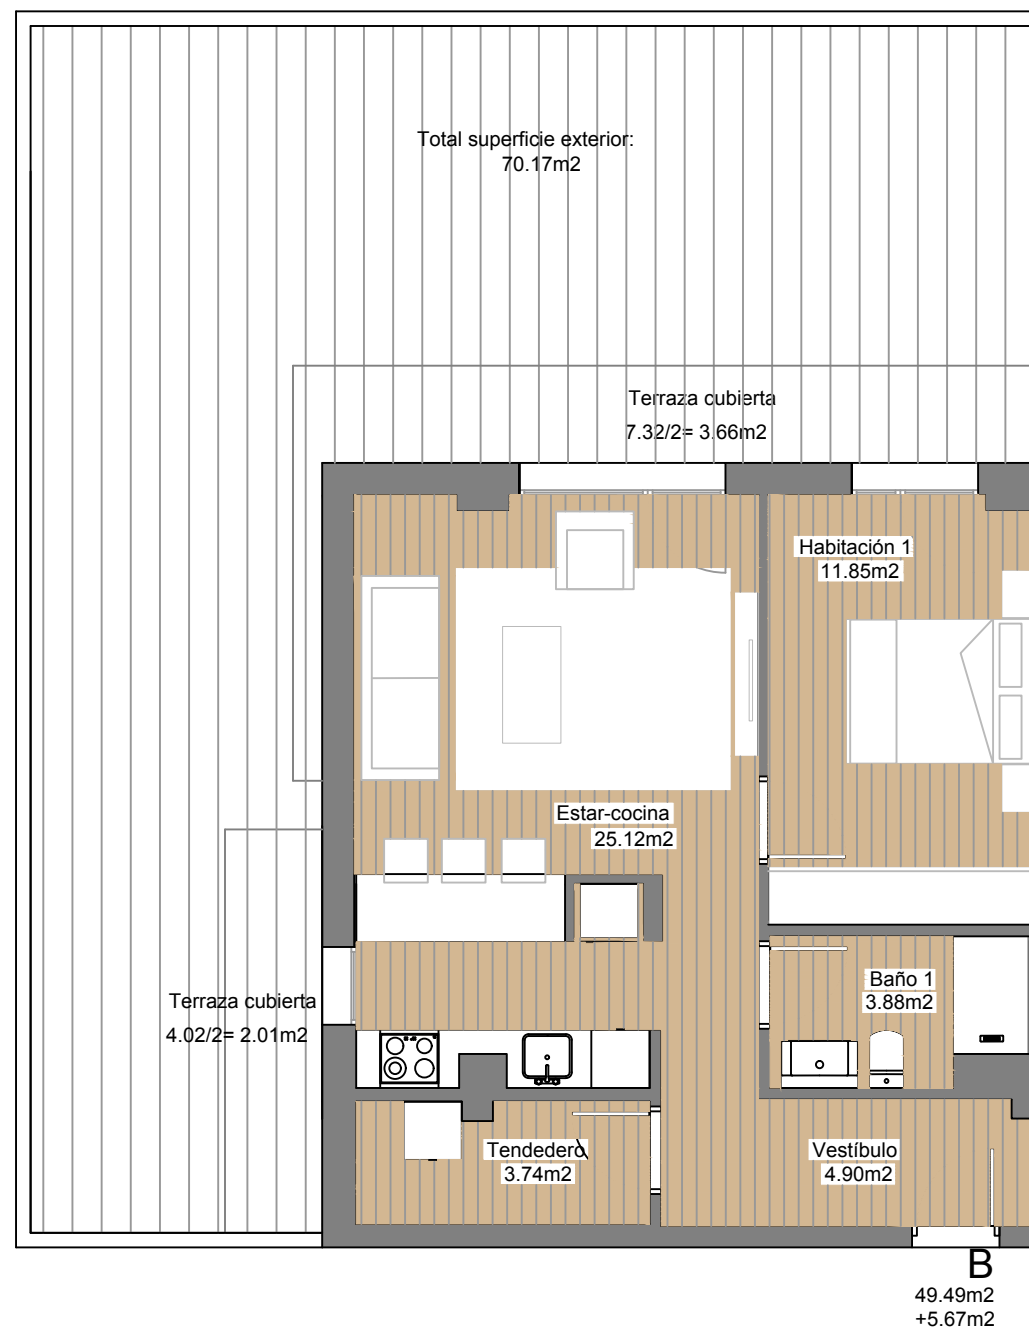 Total superficie exterior:
70.17m2
Terraza cubierta
7.32/2= 3.66m2
Habitación 1
11.85m2
Estar-cocina
25.12m2
Baño 1
3.88m2
Terraza cubierta
4.02/2= 2.01m2
Tendedero
3.74m2
Vestíbulo
4.90m2
B
49.49m2
+5.67m2